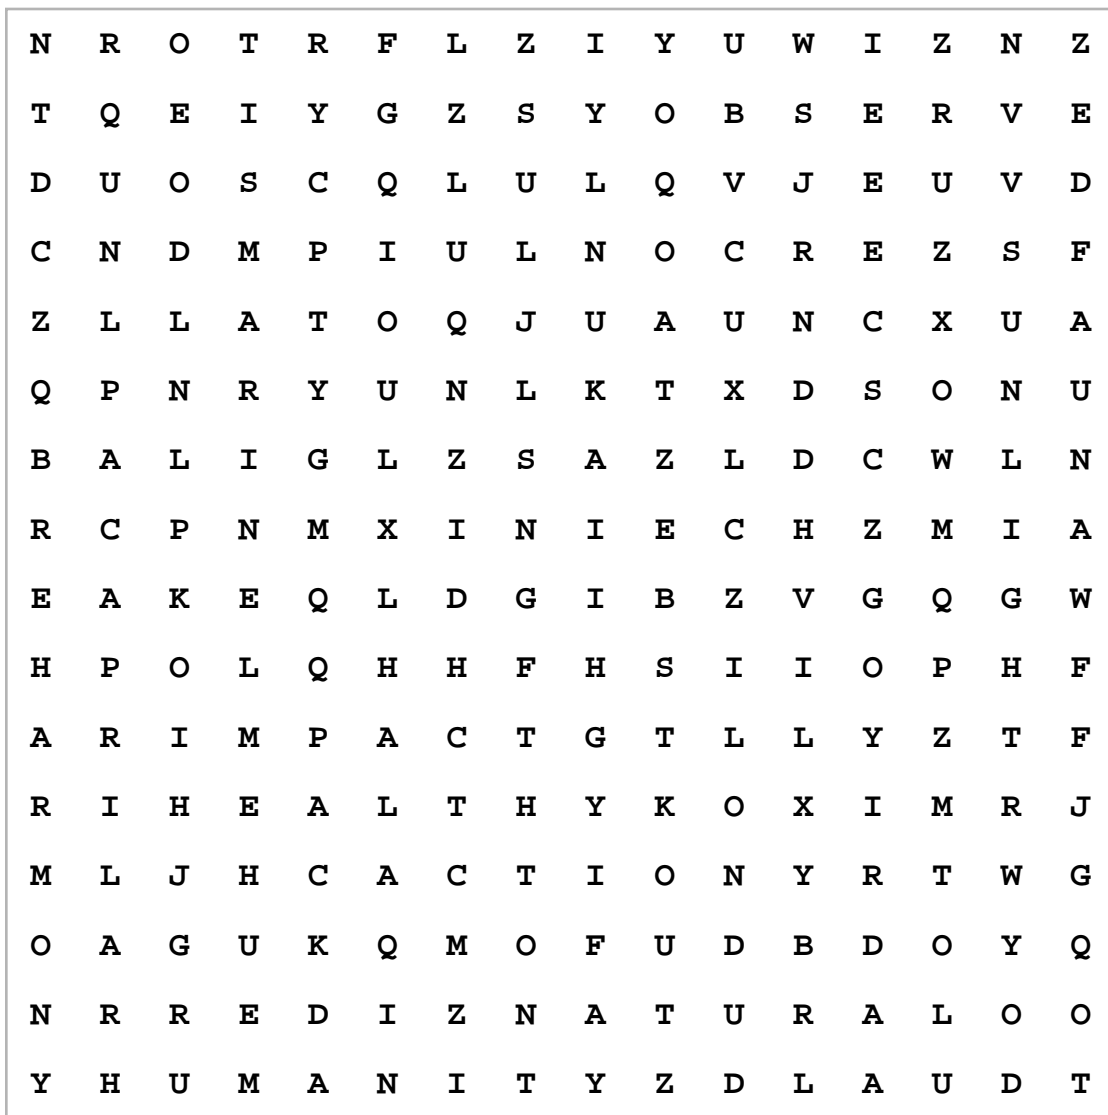 N R O T R F L Z I Y U W I Z N Z
T Q E I Y G Z S Y O B S E R V E
D U O S C Q L U L Q V J E U V D
C N D M P I U L N O C R E Z S F
Z L L A T O Q J U A U N C X U A
Q P N R Y U N L K T X D S O N U
B A L I G L Z S A Z L D C W L N
R C P N M X I N I E C H Z M I A
E A K E Q L D G I B Z V G Q G W
H P O L Q H H F H S I I O P H F
A R I M P A C T G T L L Y Z T F
R I H E A L T H Y K O X I M R J
M L J H C A C T I O N Y R T W G
O A G U K Q M O F U D B D O Y Q
N R R E D I Z N A T U R A L O O
Y H U M A N I T Y Z D L A U D T